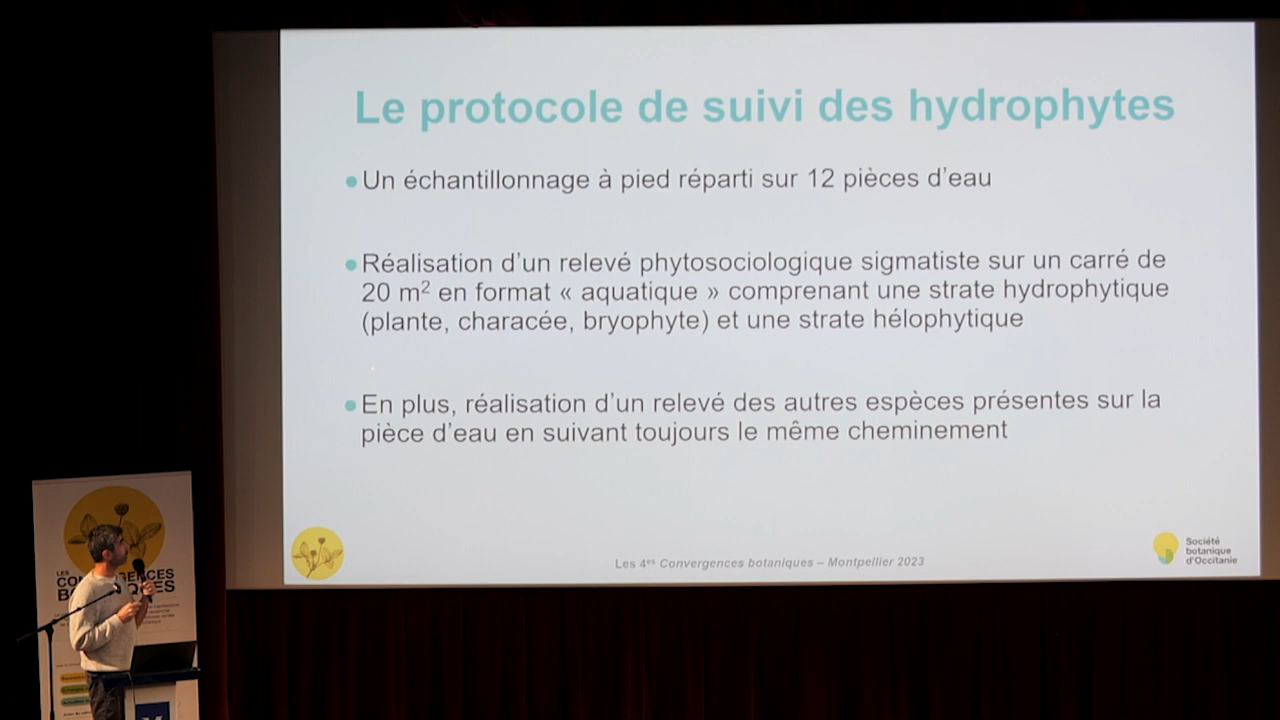 Le protocole de suivi des hydrophytes
Un échantillonnage à pied réparti sur 12 pièces d’eau
Réalisation d’un relevé phytosociologique sigmatiste sur un carré de
20 m² en format « aquatique » comprenant une strate hydrophytique
(plante, characée, bryophyte) et une strate hélophytique
En plus, réalisation d’un relevé des autres espèces présentes sur la
pièce d’eau en suivant toujours le même cheminement
Les 4es Convergences botaniques – Montpellier 2023
Société
botanique
d’Occitanie
LES